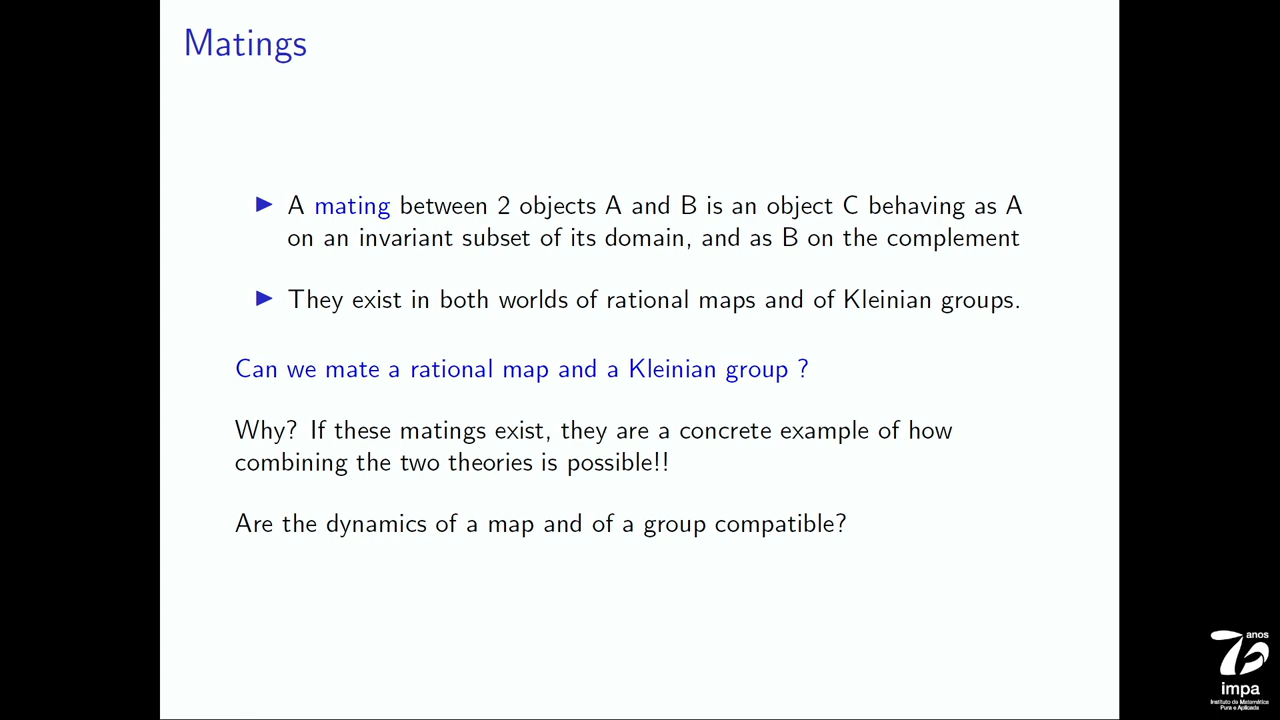 Matings
A mating between 2 objects A and B is an object C behaving as A
on an invariant subset of its domain, and as B on the complement
They exist in both worlds of rational maps and of Kleinian groups.
Can we mate a rational map and a Kleinian group ?
Why? If these matings exist, they are a concrete example of how
combining the two theories is possible!!
Are the dynamics of a map and of a group compatible?
anos
impa
Instituto de Matemática
Pura e Aplicada